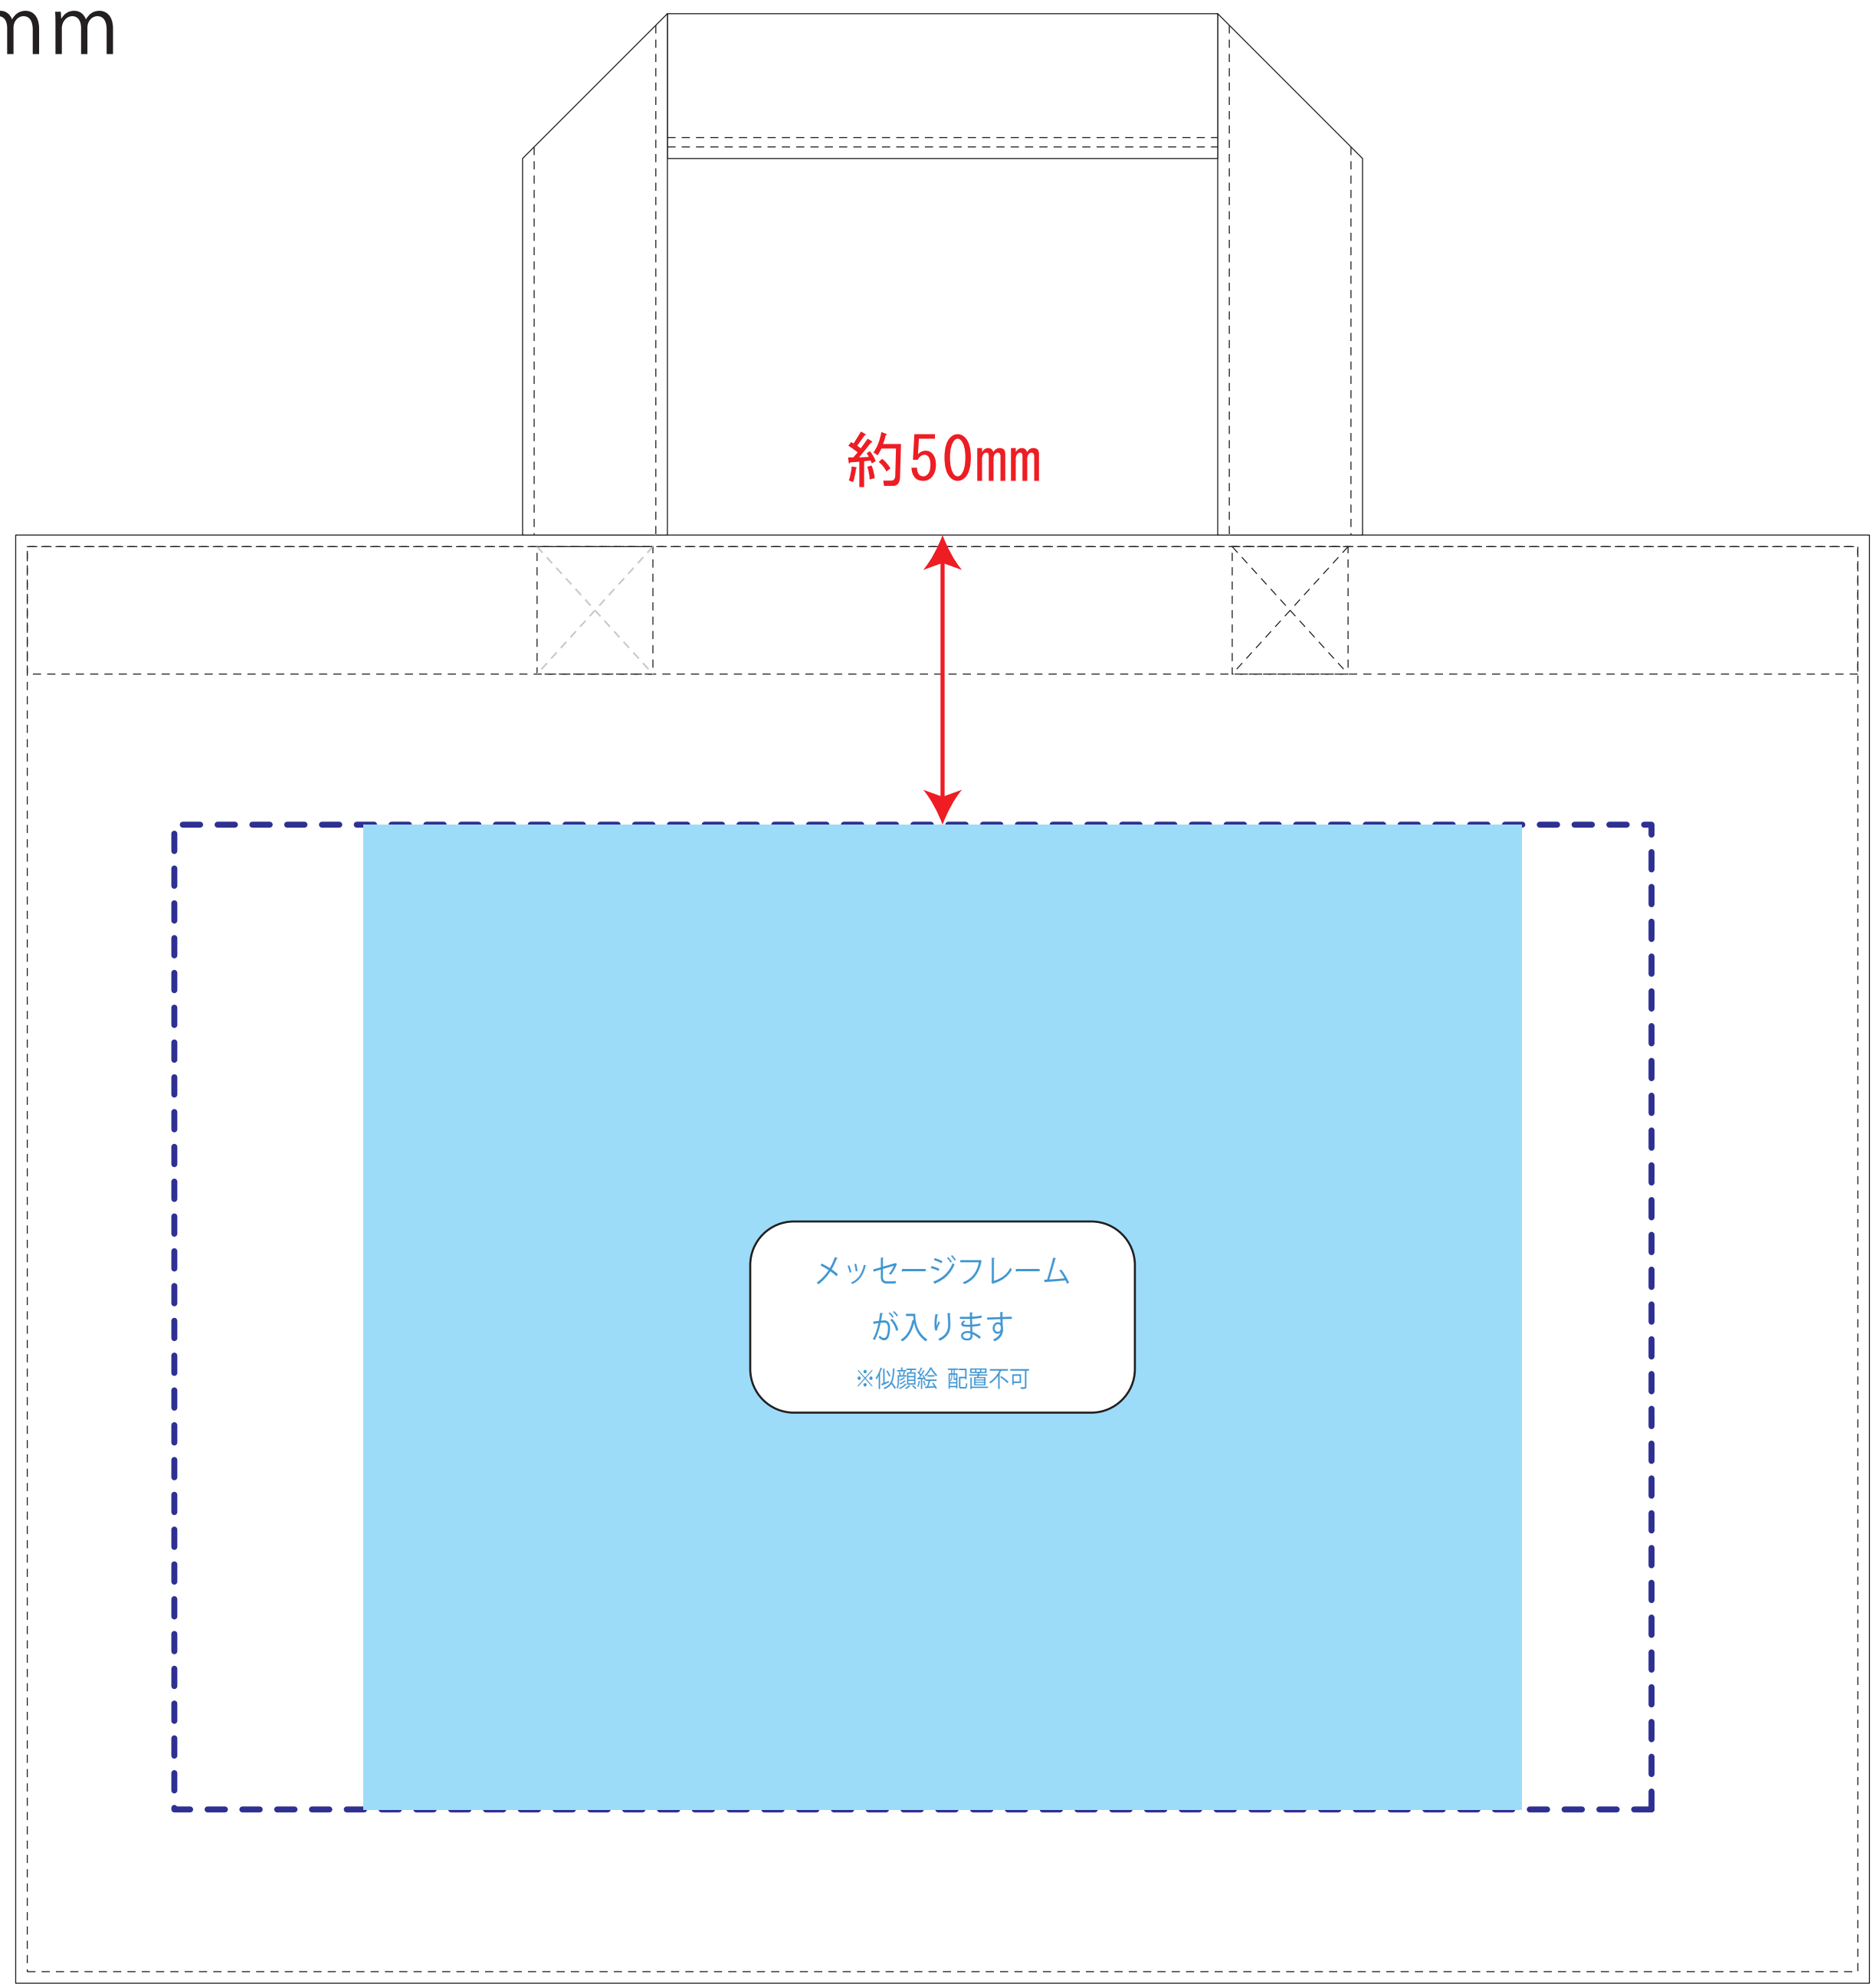 mm
約50mm
メッセージフレーム
が入ります
※似顔絵 配置不可